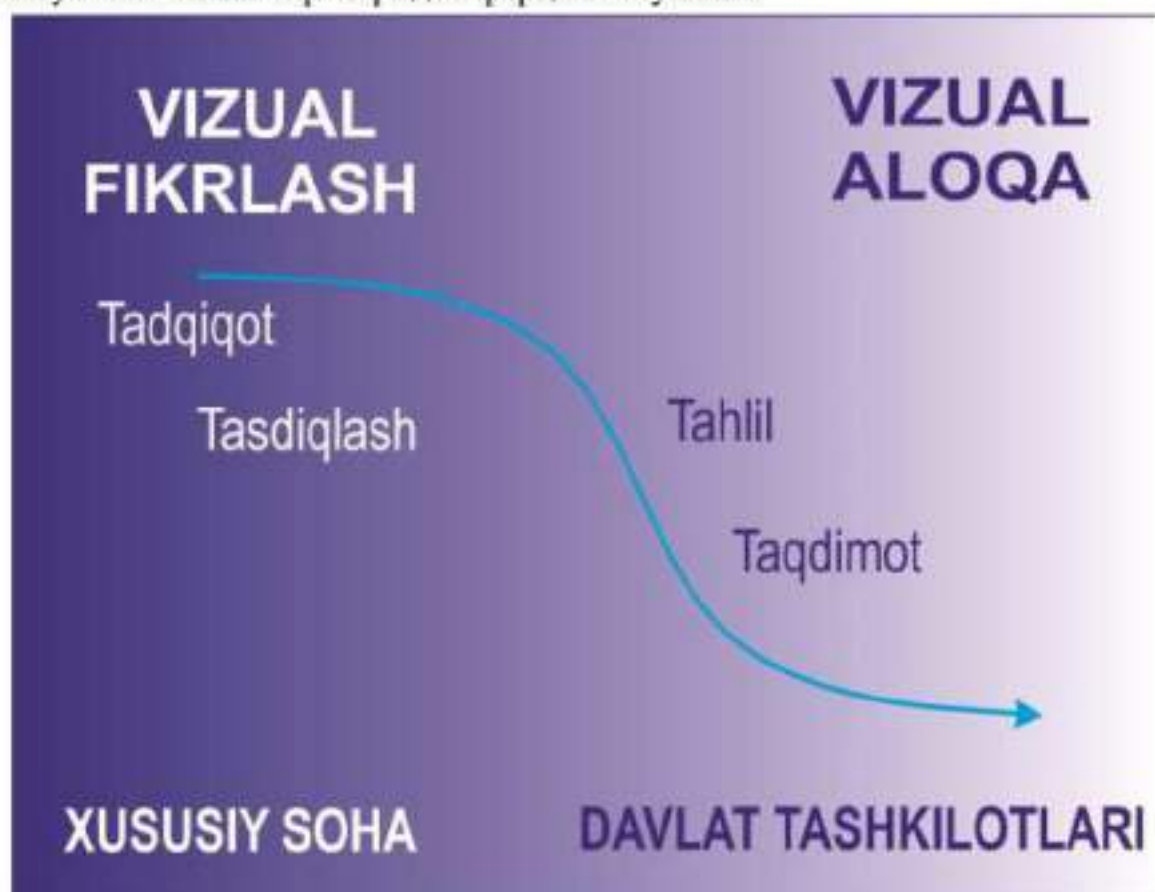 VIZUAL
FIKRLASH
VIZUAL
ALOQA
Tadqiqot
Tasdiqlash
Tahlil
Taqdimot
XUSUSIY SOHA
DAVLAT TASHKILOTLARI